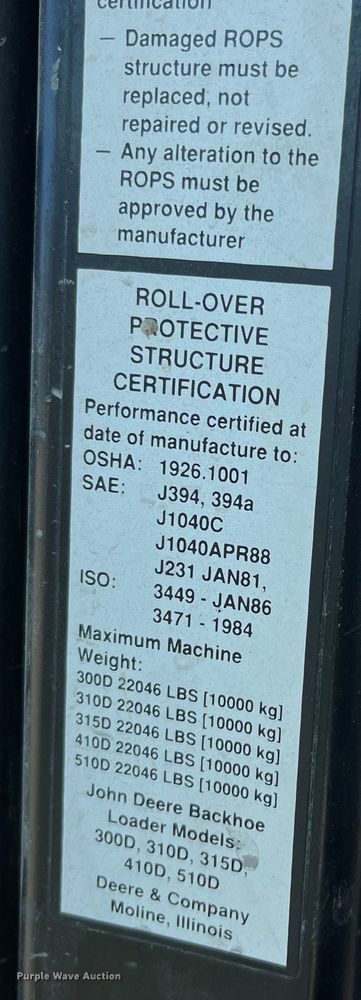 certification
— Damaged ROPS
structure must be
replaced, not
repaired or revised.
— Any alteration to the
ROPS must be
approved by the
manufacturer
ROLL-OVER
PROTECTIVE
STRUCTURE
CERTIFICATION
Performance certified at
date of manufacture to:
OSHA: 1926.1001
SAE: J394, 394a
J1040C
J1040APR88
J231 JAN81,
ISO: 3449 - JAN86
3471 - 1984
Maximum Machine
Weight:
300D 22046 LBS [10000 kg]
310D 22046 LBS [10000 kg]
315D 22046 LBS [10000 kg]
410D 22046 LBS [10000 kg]
510D 22046 LBS [10000 kg]
John Deere Backhoe
Loader Models:
300D, 310D, 315D,
410D, 510D
Deere & Company
Moline, Illinois
Purple Wave Auction